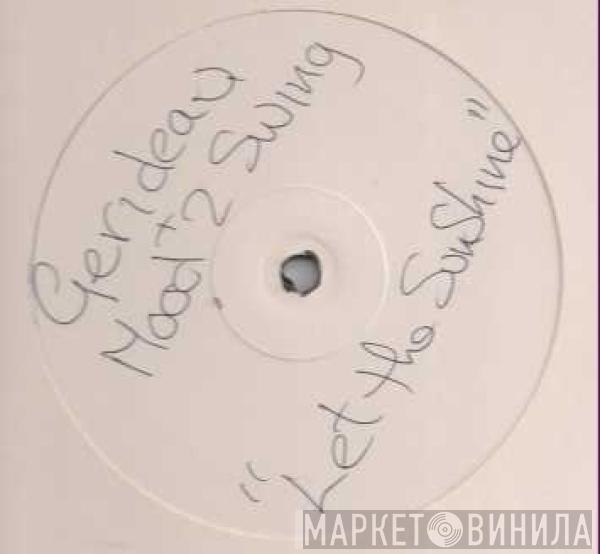 Gerideau
+
Mood 2 Swing
"Let the SunShine"
МАРКЕТ ВИНИЛА